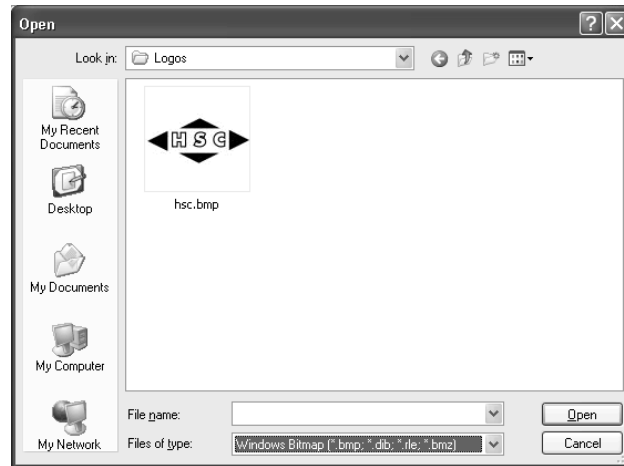 Open
Look in: Logos
My Recent
Documents
Desktop
My Documents
My Computer
My Network
HSC
hsc.bmp
File name:
Open
Files of type: Windows Bitmap (*.bmp; *.dib; *.rle; *.bmz)
Cancel